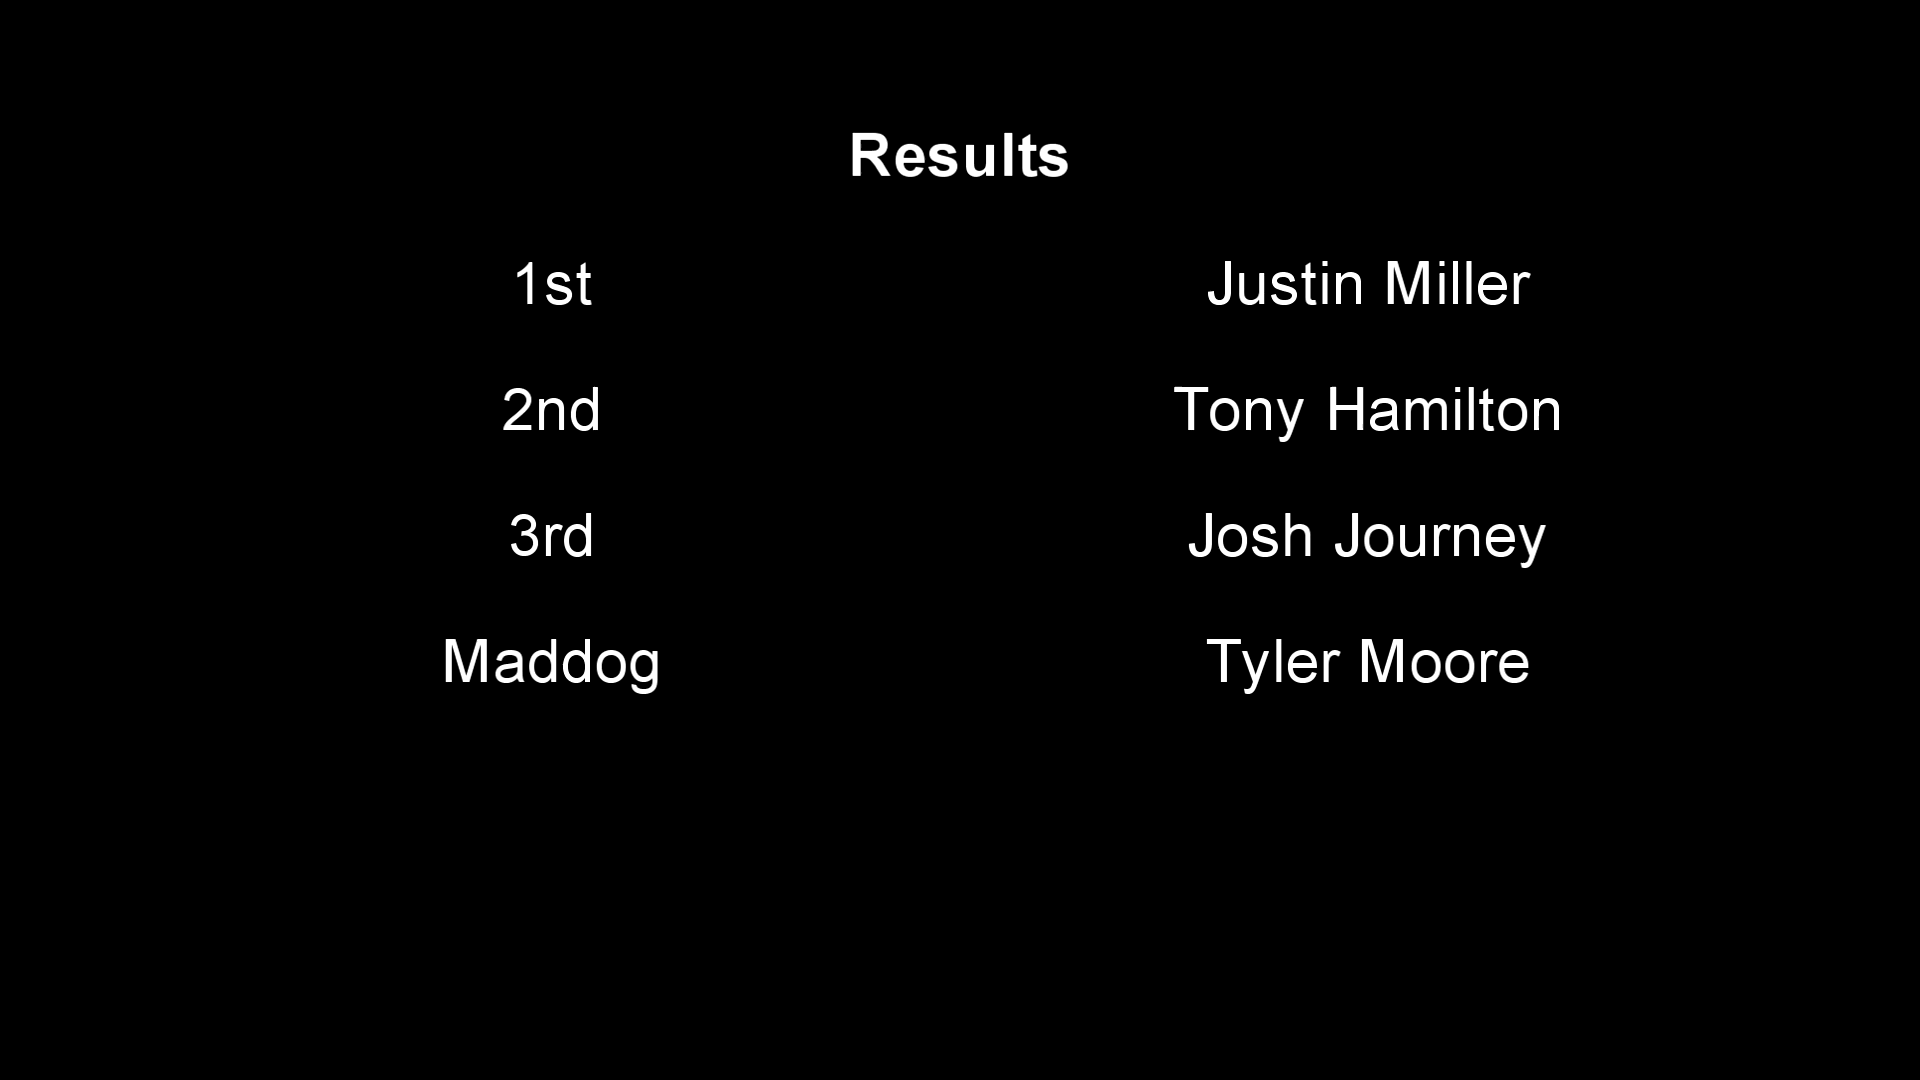 Results
1st Justin Miller
2nd Tony Hamilton
3rd Josh Journey
Maddog Tyler Moore